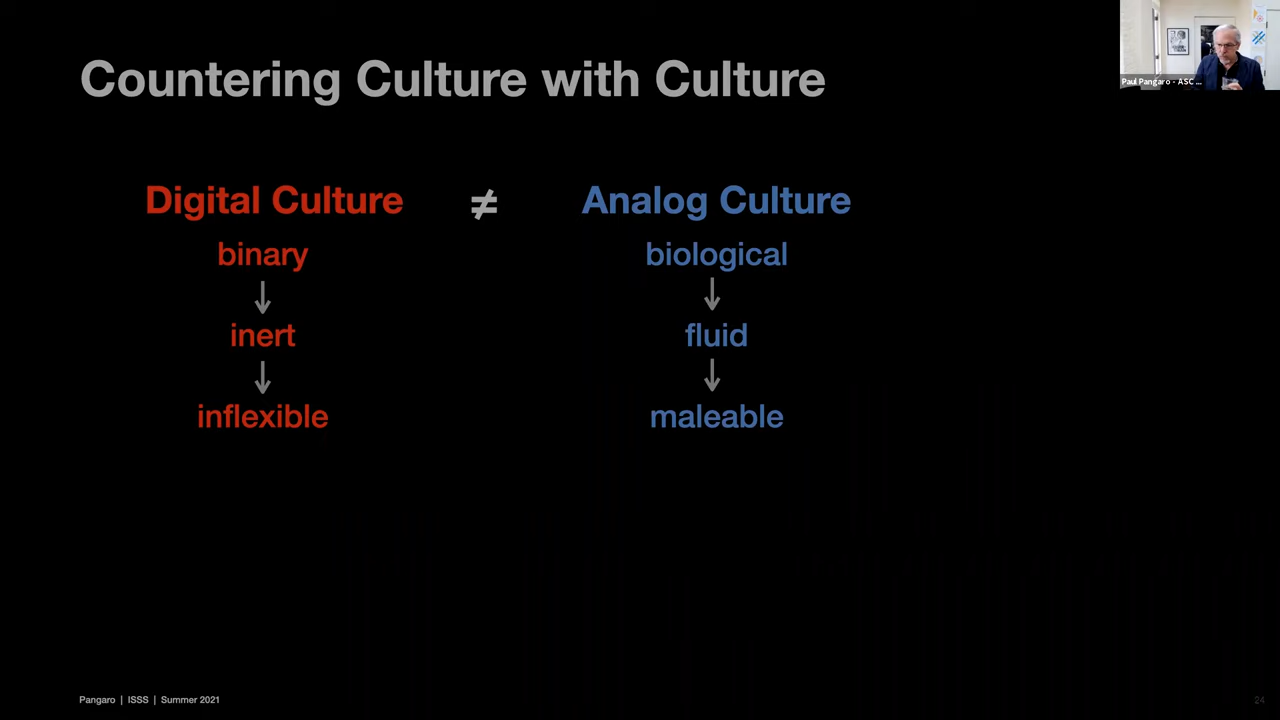 Countering Culture with Culture
Paul Pangaro - ASC ...
Digital Culture ≠ Analog Culture
binary biological
inert fluid
inflexible maleable
Pangaro | ISSS | Summer 2021
24